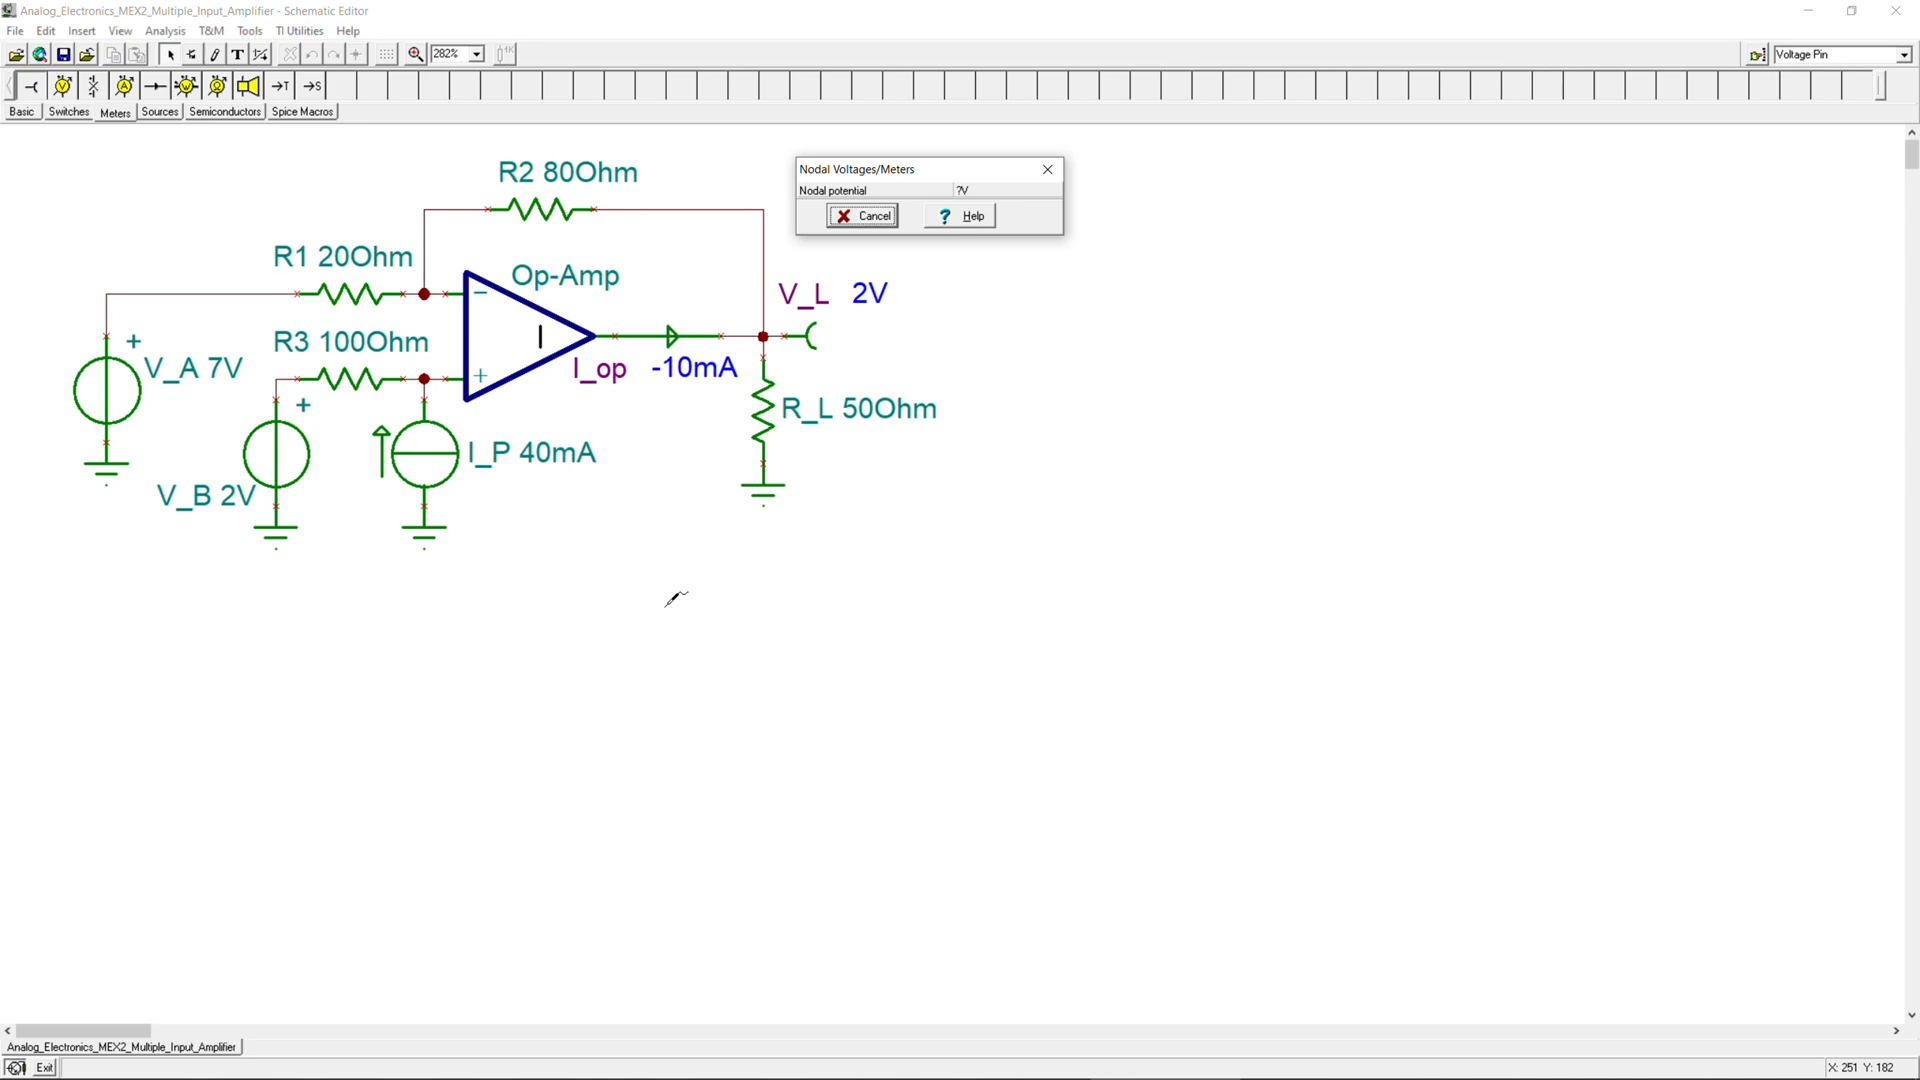 Analog_Electronics_MEX2_Multiple_Input_Amplifier - Schematic Editor
File Edit Insert View Analysis T&M Tools TI Utilities Help
T 282% 1K Voltage Pin
V A W Ω →T →S
Basic Switches Meters Sources Semiconductors Spice Macros
R2 80Ohm
Nodal Voltages/Meters
Nodal potential ?V
Cancel ? Help
R1 20Ohm
Op-Amp
V_L 2V
R3 100Ohm
I
+ V_A 7V
I_op -10mA
R_L 50Ohm
+
I_P 40mA
V_B 2V
Analog_Electronics_MEX2_Multiple_Input_Amplifier
Exit X: 251 Y: 182